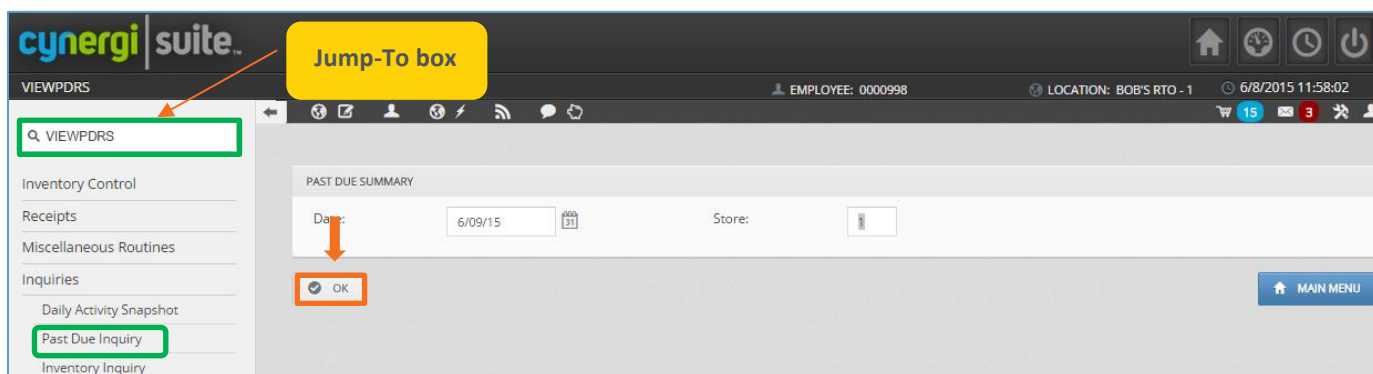 cynergi suite™
Jump-To box
VIEWPDRS
EMPLOYEE: 0000998
LOCATION: BOB'S RTO - 1
6/8/2015 11:58:02
15
3
VIEWPDRS
Inventory Control
Receipts
Miscellaneous Routines
Inquiries
Daily Activity Snapshot
Past Due Inquiry
Inventory Inquiry
PAST DUE SUMMARY
Date:
6/09/15
31
Store:
1
OK
MAIN MENU